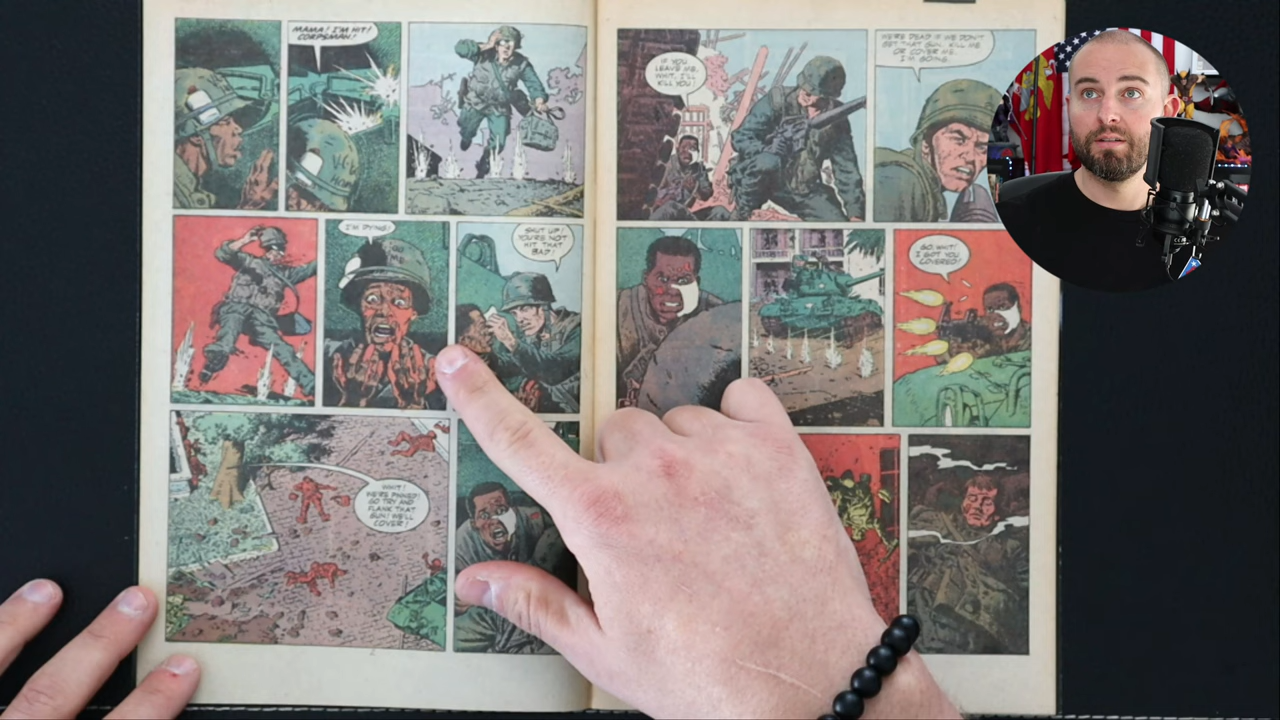 MAMA! I'M HIT!
CORPSMAN!
I'M DYING!
SHUT UP!
YOU'RE NOT
HIT THAT
BAD!
WHIT!
WE'RE PINNED!
GO TRY AND
FLANK THAT
GUN! WE'LL
COVER!
IF YOU
LEAVE ME,
WHIT, I'LL
KILL YOU!
WE'RE DEAD IF WE DON'T
GET THAT GUN. KILL ME
OR COVER ME.
I'M GOING.
GO, WHIT!
I GOT YOU
COVERED!